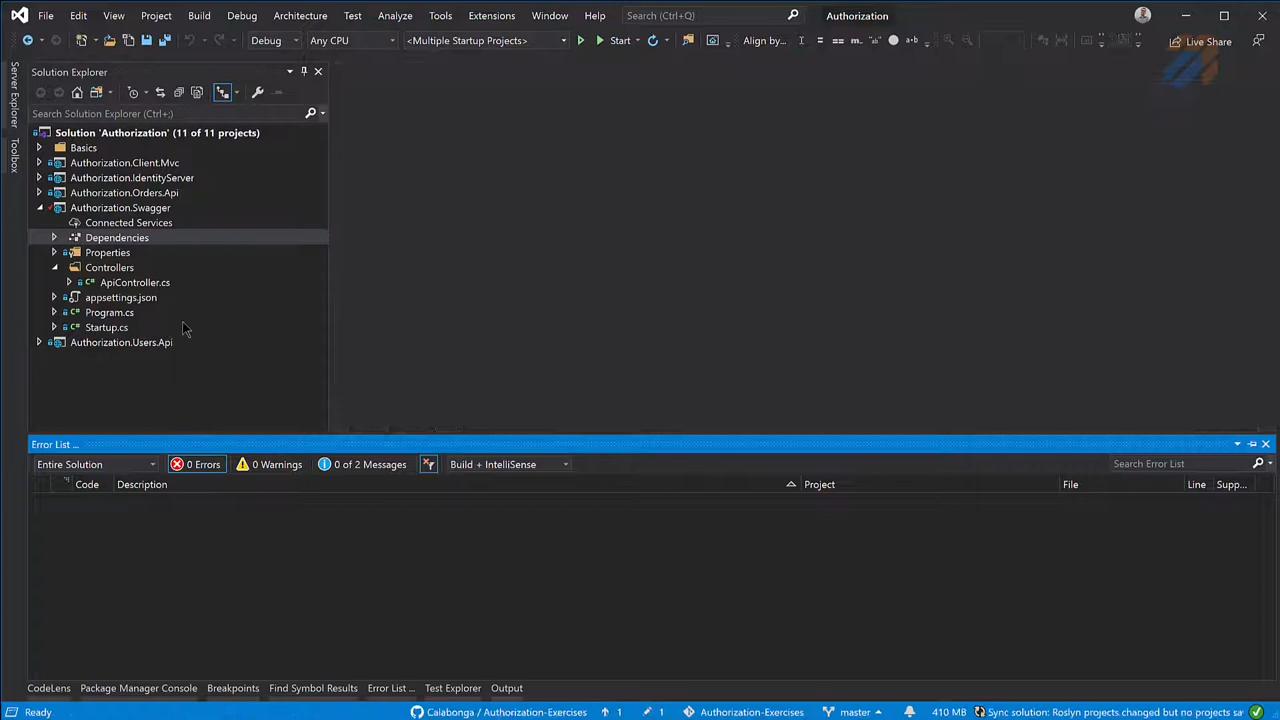 File Edit View Project Build Debug Architecture Test Analyze Tools Extensions Window Help Search (Ctrl+Q) Authorization
Debug Any CPU <Multiple Startup Projects> Start Align by... Live Share
Server Explorer
Toolbox
Solution Explorer
Search Solution Explorer (Ctrl+;)
Solution 'Authorization' (11 of 11 projects)
Basics
Authorization.Client.Mvc
Authorization.IdentityServer
Authorization.Orders.Api
Authorization.Swagger
Connected Services
Dependencies
Properties
Controllers
C# ApiController.cs
appsettings.json
C# Program.cs
C# Startup.cs
Authorization.Users.Api
Error List ...
Entire Solution 0 Errors 0 Warnings 0 of 2 Messages Build + IntelliSense Search Error List
Code Description Project File Line Supp...
CodeLens Package Manager Console Breakpoints Find Symbol Results Error List ... Test Explorer Output
Ready Calabonga / Authorization-Exercises 1 1 Authorization-Exercises master 410 MB Sync solution: Roslyn projects changed but no projects sa